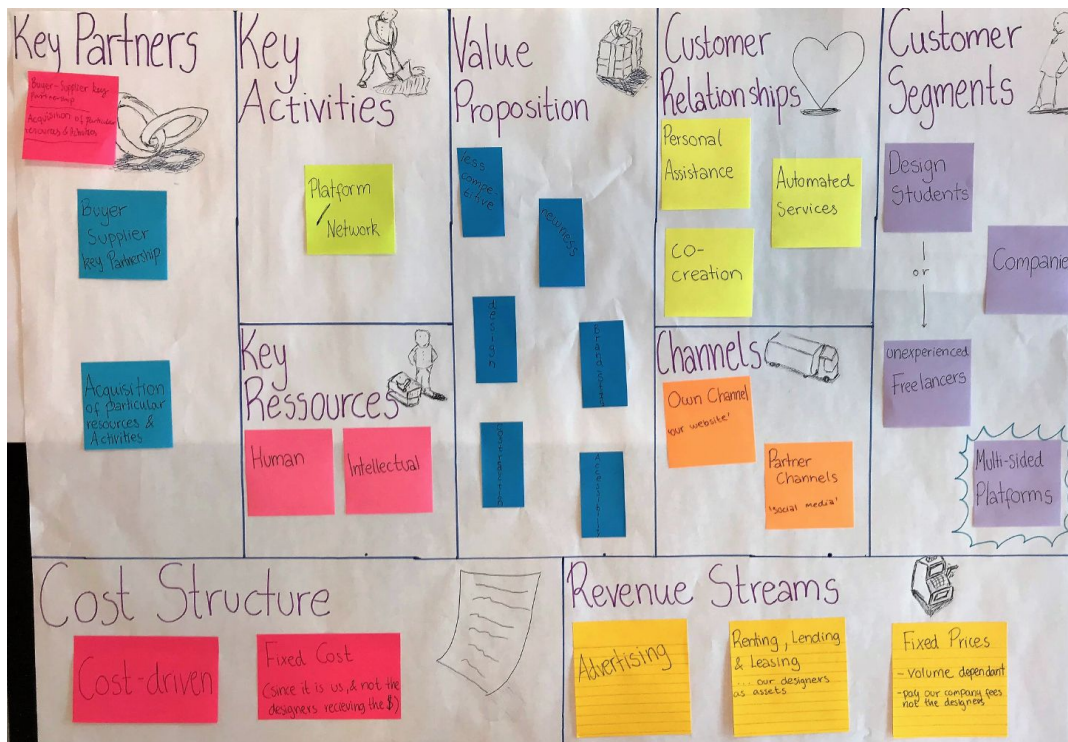 Key Partners
Buyer-Supplier key
partnership
Acquisition of particular
resources & Activities
Buyer
Supplier
key Partnership
Acquisition
of particular
resources &
Activities
Key
Activities
Platform
/
Network
Key
Ressources
Human
Intellectual
Value
Proposition
less
compe-
titive
newness
design
Customer
Relationships
Personal
Assistance
Automated
Services
CO-
creation
Channels
Own Channel
'our website'
Partner
Channels
'social media'
Customer
Segments
Design
Students
or
Companie
unexperienced
Freelancers
Multi-sided
Platforms
Cost Structure
Cost-driven
Fixed Cost
(since it is us, & not the
designers recieving the $)
Revenue Streams
Advertising
Renting, Lending
& Leasing
... our designers
as assets
Fixed Prices
- Volume dependant
-pay our company fees
not the designers